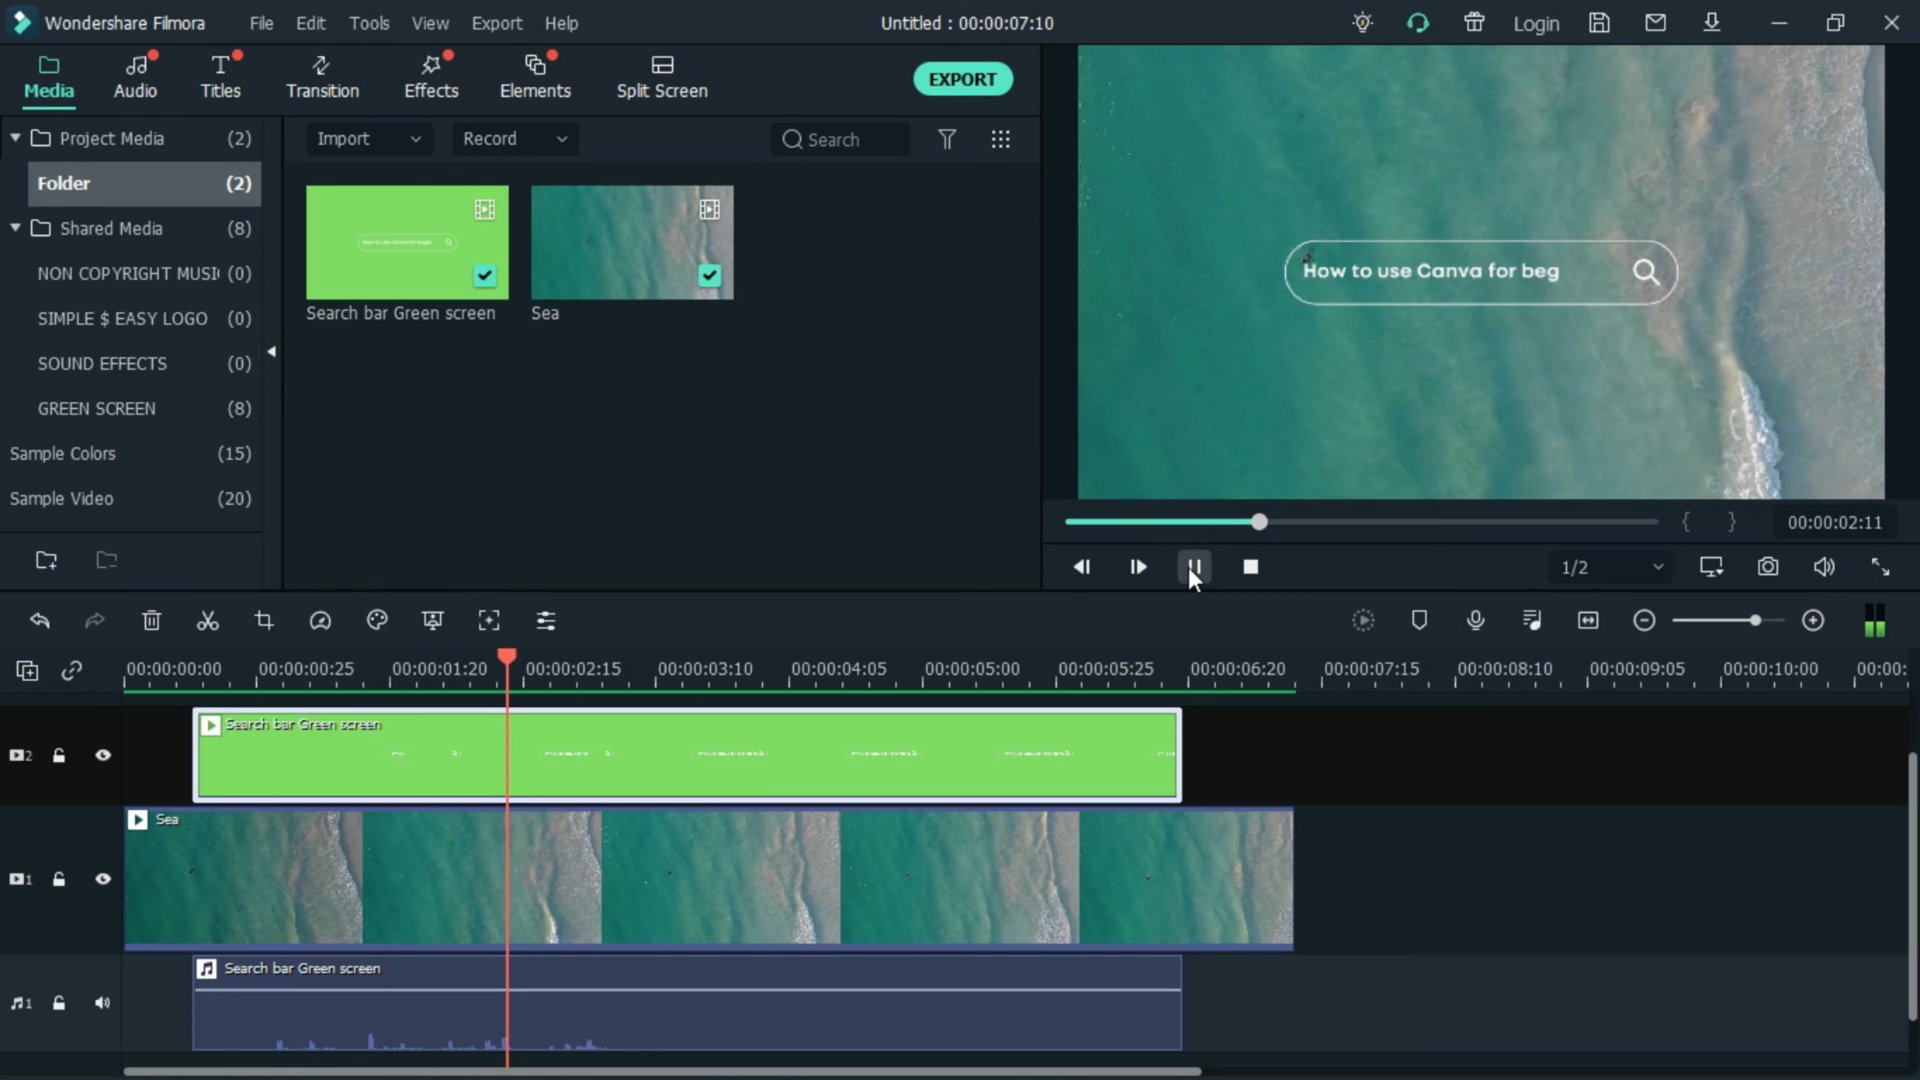 Wondershare Filmora File Edit Tools View Export Help Untitled : 00:00:07:10 Login
Media Audio Titles Transition Effects Elements Split Screen EXPORT
Project Media (2)
Folder (2)
Shared Media (8)
NON COPYRIGHT MUSI (0)
SIMPLE $ EASY LOGO (0)
SOUND EFFECTS (0)
GREEN SCREEN (8)
Sample Colors (15)
Sample Video (20)
Import Record Search
Search bar Green screen Sea
How to use Canva for beg
{ } 00:00:02:11
1/2
00:00:00:00 00:00:00:25 00:00:01:20 00:00:02:15 00:00:03:10 00:00:04:05 00:00:05:00 00:00:05:25 00:00:06:20 00:00:07:15 00:00:08:10 00:00:09:05 00:00:10:00 00:00:
2 Search bar Green screen
Sea
1
Search bar Green screen
1